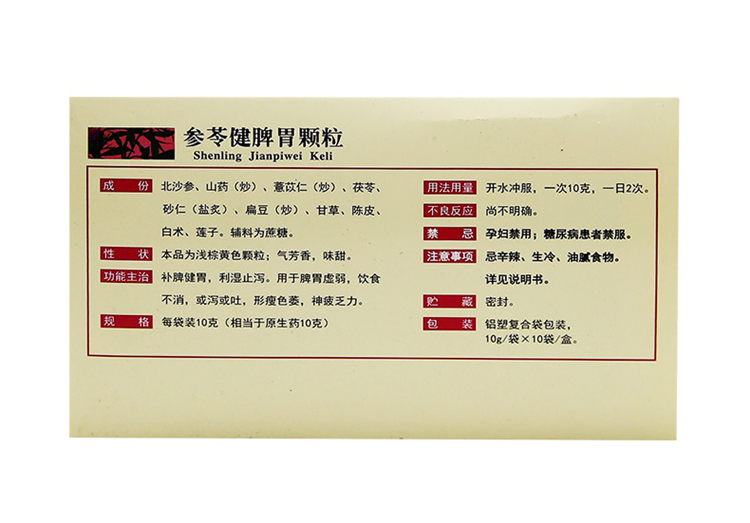 参苓健脾胃颗粒
Shenling Jianpiwei Keli
成 份 北沙参、山药（炒）、薏苡仁（炒）、茯苓、
砂仁（盐炙）、扁豆（炒）、甘草、陈皮、
白术、莲子。辅料为蔗糖。
性 状 本品为浅棕黄色颗粒；气芳香，味甜。
功能主治 补脾健胃，利湿止泻。用于脾胃虚弱，饮食
不消，或泻或吐，形瘦色萎，神疲乏力。
规 格 每袋装10克（相当于原生药10克）
用法用量 开水冲服，一次10克，一日2次。
不良反应 尚不明确。
禁 忌 孕妇禁用；糖尿病患者禁服。
注意事项 忌辛辣、生冷、油腻食物。
详见说明书。
贮 藏 密封。
包 装 铝塑复合袋包装，
10g/袋×10袋/盒。